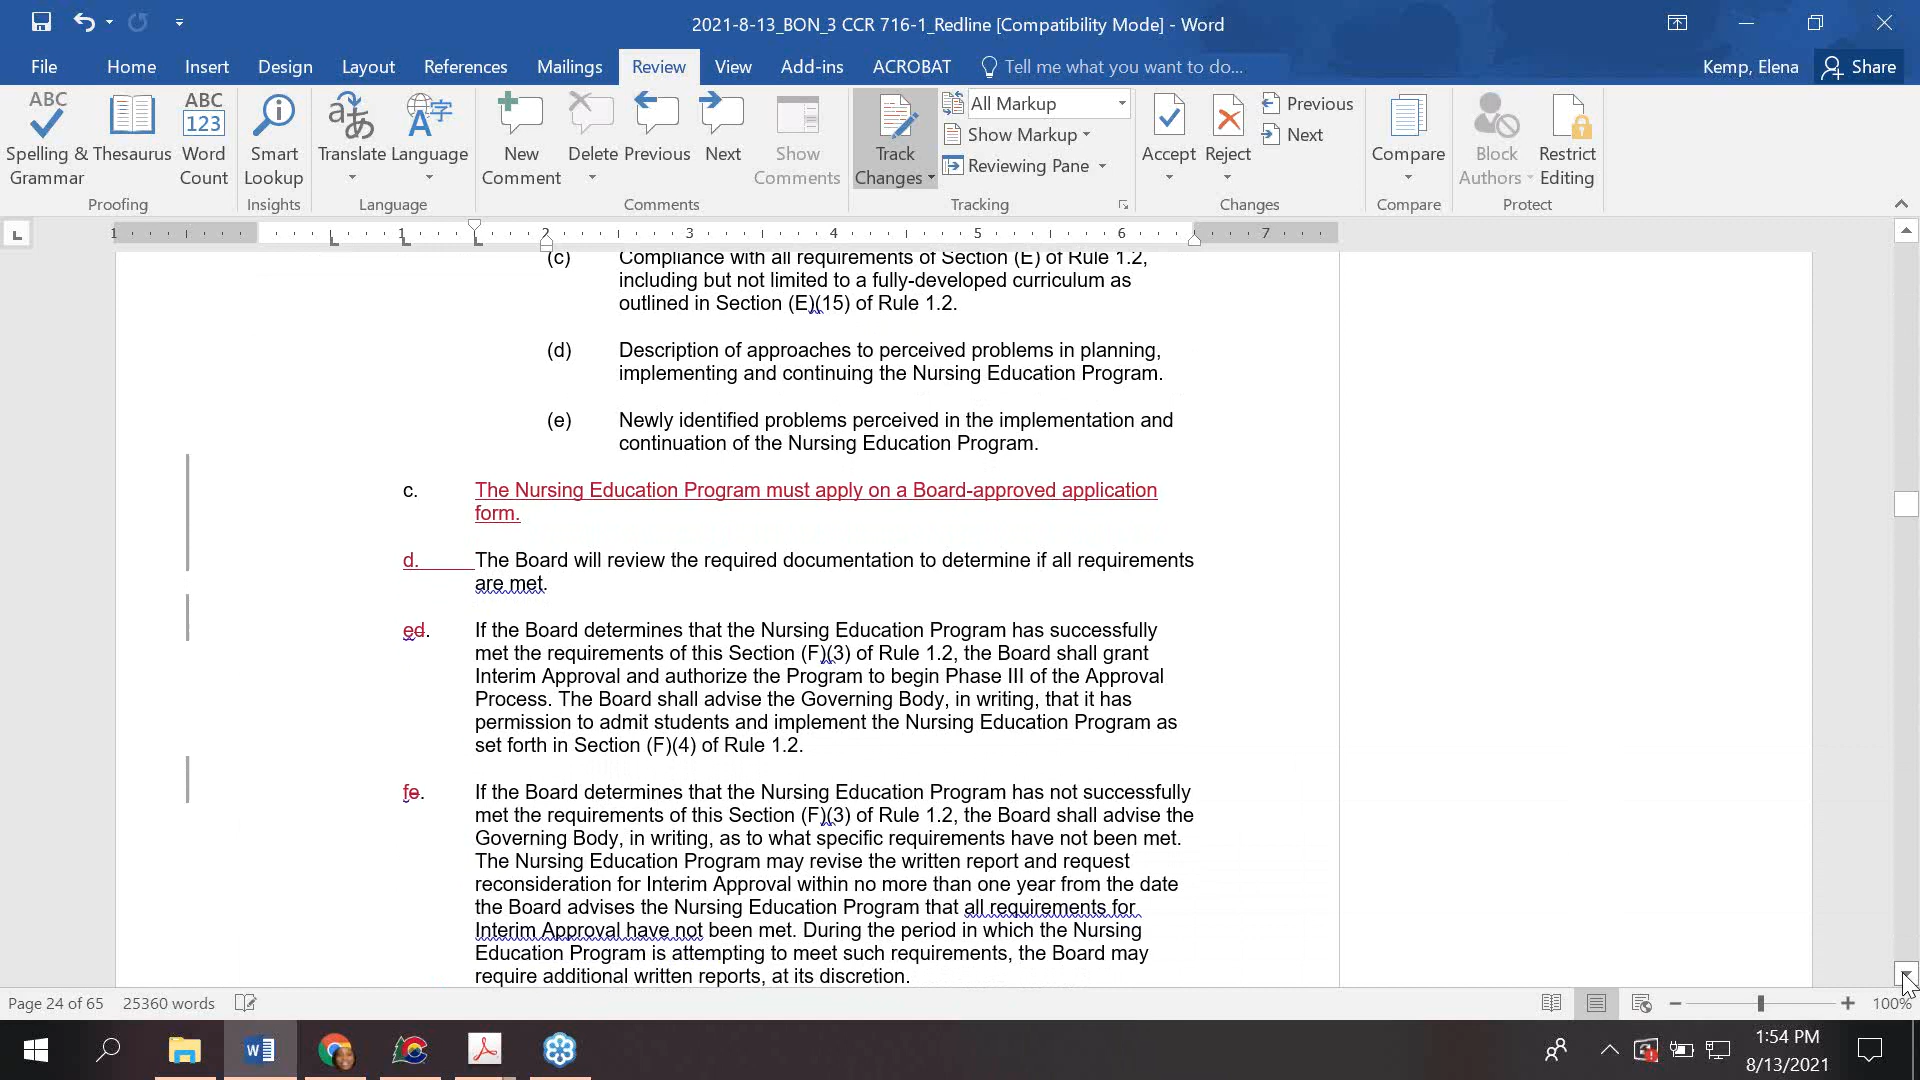 2021-8-13_BON_3 CCR 716-1_Redline [Compatibility Mode] - Word
File Home Insert Design Layout References Mailings Review View Add-ins ACROBAT Tell me what you want to do... Kemp, Elena Share
ABC ABC All Markup Previous
123 Show Markup Next
Spelling & Thesaurus Word Smart Translate Language New Delete Previous Next Show Track Reviewing Pane Accept Reject Compare Block Restrict
Grammar Count Lookup Comment Comments Changes Authors Editing
Proofing Insights Language Comments Tracking Changes Compare Protect
1 1 2 3 4 5 6 7
(c) Compliance with all requirements of Section (E) of Rule 1.2,
including but not limited to a fully-developed curriculum as
outlined in Section (E)(15) of Rule 1.2.
(d) Description of approaches to perceived problems in planning,
implementing and continuing the Nursing Education Program.
(e) Newly identified problems perceived in the implementation and
continuation of the Nursing Education Program.
c. The Nursing Education Program must apply on a Board-approved application
form.
d. The Board will review the required documentation to determine if all requirements
are met.
ed. If the Board determines that the Nursing Education Program has successfully
met the requirements of this Section (F)(3) of Rule 1.2, the Board shall grant
Interim Approval and authorize the Program to begin Phase III of the Approval
Process. The Board shall advise the Governing Body, in writing, that it has
permission to admit students and implement the Nursing Education Program as
set forth in Section (F)(4) of Rule 1.2.
fe. If the Board determines that the Nursing Education Program has not successfully
met the requirements of this Section (F)(3) of Rule 1.2, the Board shall advise the
Governing Body, in writing, as to what specific requirements have not been met.
The Nursing Education Program may revise the written report and request
reconsideration for Interim Approval within no more than one year from the date
the Board advises the Nursing Education Program that all requirements for
Interim Approval have not been met. During the period in which the Nursing
Education Program is attempting to meet such requirements, the Board may
require additional written reports, at its discretion.
Page 24 of 65 25360 words 100%
1:54 PM
8/13/2021